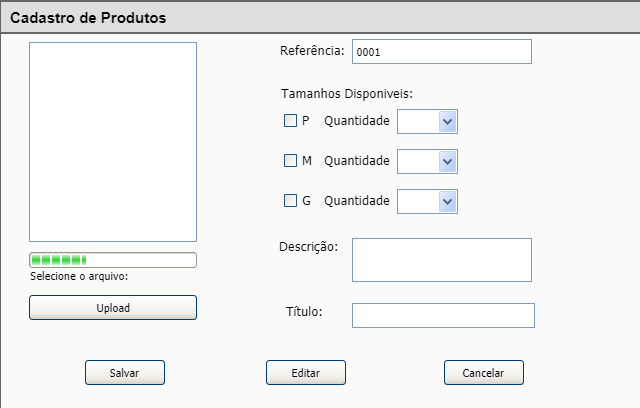 Cadastro de Produtos
Referência: 0001
Tamanhos Disponiveis:
P Quantidade
M Quantidade
G Quantidade
Descrição:
Selecione o arquivo:
Upload
Título:
Salvar Editar Cancelar